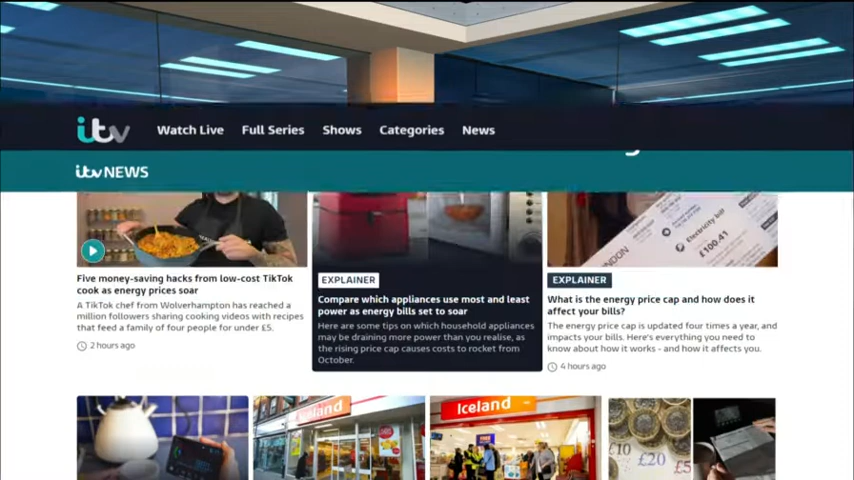 itv
Watch Live Full Series Shows Categories News
itv NEWS
LONDON
Electricity bill
£100.41
Five money-saving hacks from low-cost TikTok
cook as energy prices soar
A TikTok chef from Wolverhampton has reached a
million followers sharing cooking videos with recipes
that feed a family of four people for under £5.
2 hours ago
EXPLAINER
Compare which appliances use most and least
power as energy bills set to soar
Here are some tips on which household appliances
may be draining more power than you realise, as
the rising price cap causes costs to rocket from
October.
EXPLAINER
What is the energy price cap and how does it
affect your bills?
The energy price cap is updated four times a year, and
impacts your bills. Here's everything you need to
know about how it works - and how it affects you.
4 hours ago
Iceland
Iceland
£10
£20
£5